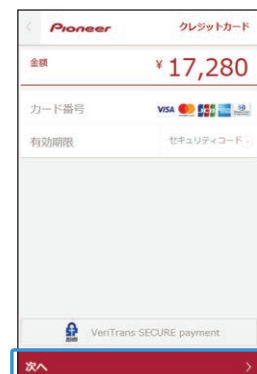 Pioneer
クレジットカード
金額
¥ 17,280
カード番号
VISA
有効期限
セキュリティコード
VeriTrans SECURE payment
次へ